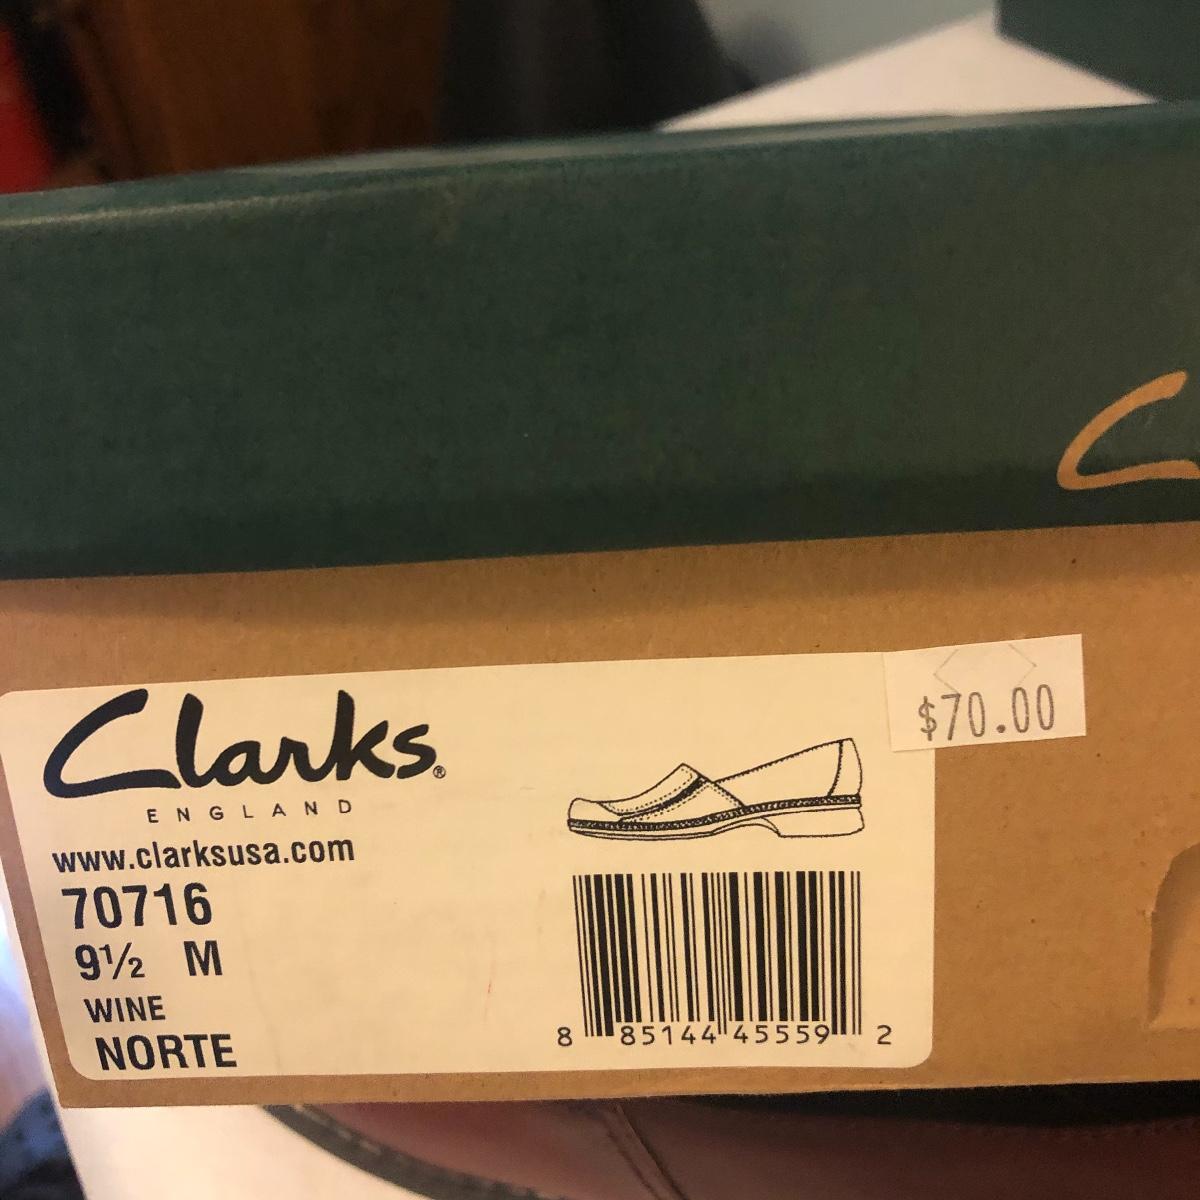 $70.00
Clarks®
ENGLAND
www.clarksusa.com
70716
9½ M
WINE
NORTE
8 85144 45559 2